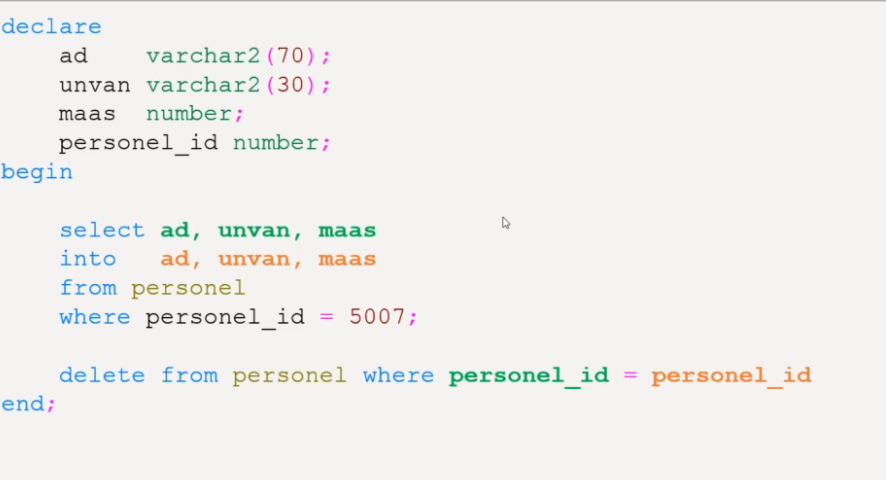 declare
ad varchar2(70);
unvan varchar2(30);
maas number;
personel_id number;
begin
select ad, unvan, maas
into ad, unvan, maas
from personel
where personel_id = 5007;
delete from personel where personel_id = personel_id
end;